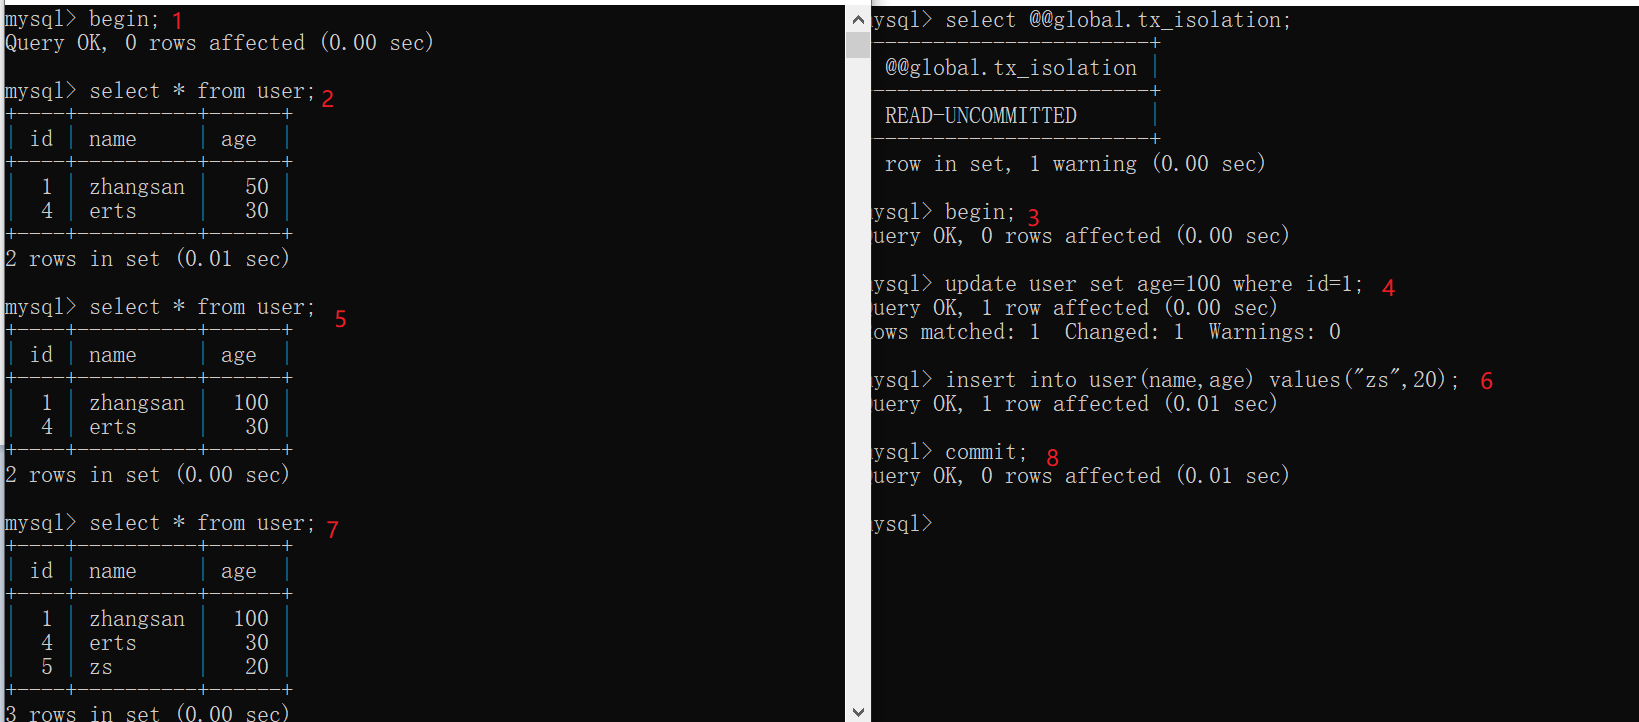 mysql> begin; 1
Query OK, 0 rows affected (0.00 sec)
mysql> select * from user; 2
+----+----------+------+
| id | name | age |
+----+----------+------+
| 1 | zhangsan | 50 |
| 4 | erts | 30 |
+----+----------+------+
2 rows in set (0.01 sec)
mysql> select * from user; 5
+----+----------+------+
| id | name | age |
+----+----------+------+
| 1 | zhangsan | 100 |
| 4 | erts | 30 |
+----+----------+------+
2 rows in set (0.00 sec)
mysql> select * from user; 7
+----+----------+------+
| id | name | age |
+----+----------+------+
| 1 | zhangsan | 100 |
| 4 | erts | 30 |
| 5 | zs | 20 |
+----+----------+------+
3 rows in set (0.00 sec)
ysql> select @@global.tx_isolation;
-----------------------+
@@global.tx_isolation |
-----------------------+
READ-UNCOMMITTED |
-----------------------+
row in set, 1 warning (0.00 sec)
ysql> begin; 3
uery OK, 0 rows affected (0.00 sec)
ysql> update user set age=100 where id=1; 4
uery OK, 1 row affected (0.00 sec)
ows matched: 1 Changed: 1 Warnings: 0
ysql> insert into user(name,age) values("zs",20); 6
uery OK, 1 row affected (0.01 sec)
ysql> commit; 8
uery OK, 0 rows affected (0.01 sec)
ysql>